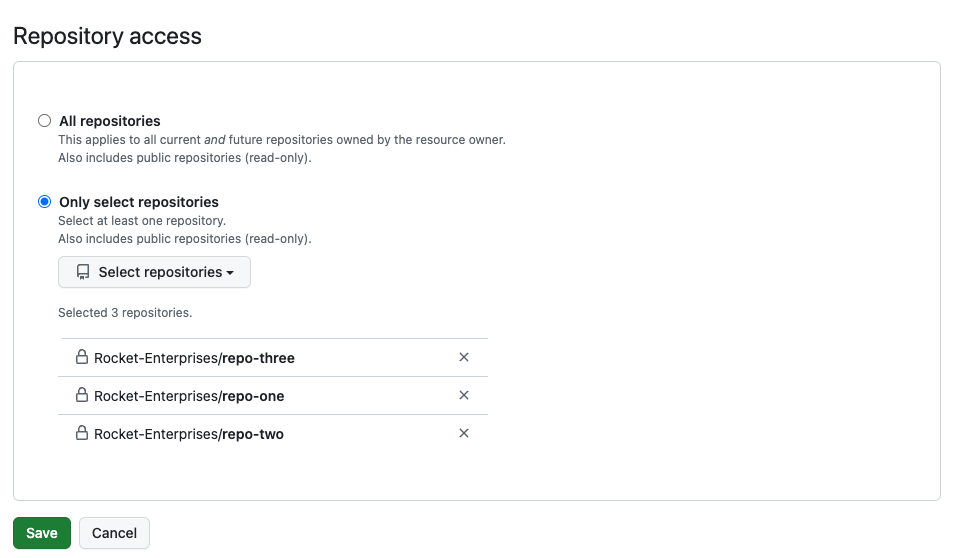 Repository access
All repositories
This applies to all current and future repositories owned by the resource owner.
Also includes public repositories (read-only).
Only select repositories
Select at least one repository.
Also includes public repositories (read-only).
Select repositories
Selected 3 repositories.
Rocket-Enterprises/repo-three
Rocket-Enterprises/repo-one
Rocket-Enterprises/repo-two
Save Cancel